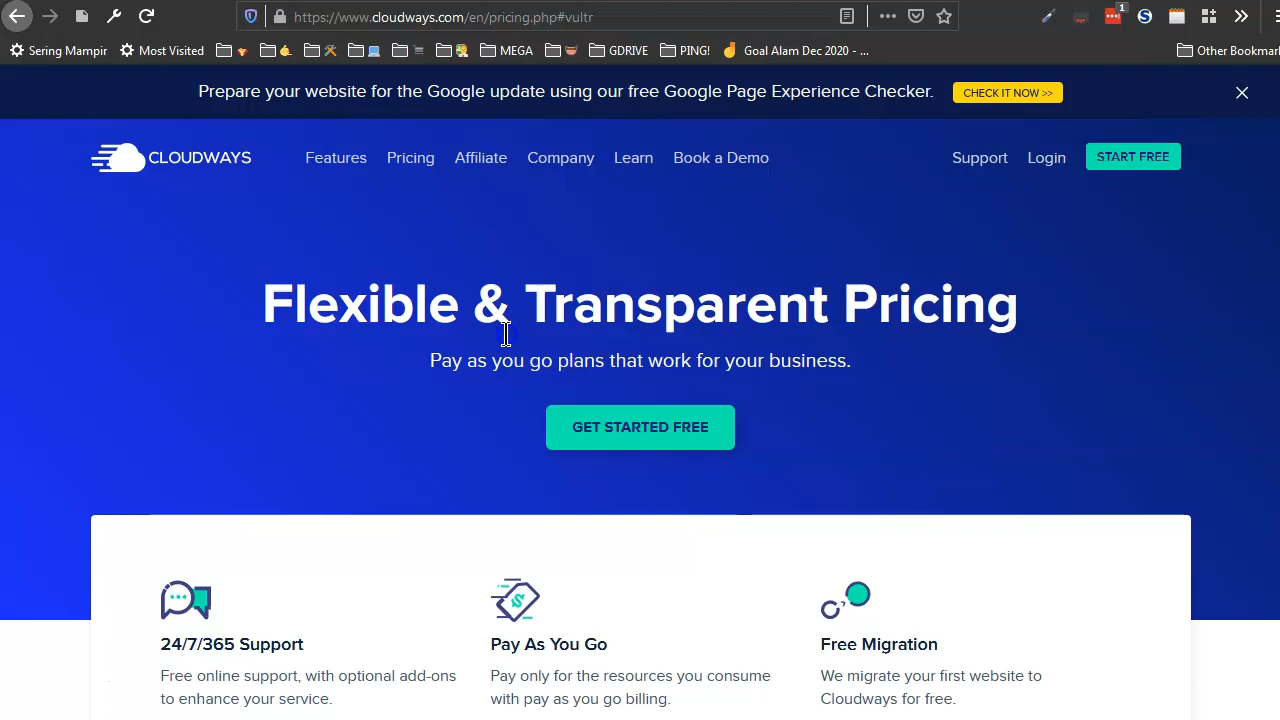 https://www.cloudways.com/en/pricing.php#vultr
1
Sering Mampir
Most Visited
MEGA
GDRIVE
PING!
Goal Alam Dec 2020 - ...
Other Bookmar
Prepare your website for the Google update using our free Google Page Experience Checker.
CHECK IT NOW >>
CLOUDWAYS
Features
Pricing
Affiliate
Company
Learn
Book a Demo
Support
Login
START FREE
Flexible & Transparent Pricing
Pay as you go plans that work for your business.
GET STARTED FREE
24/7/365 Support
Free online support, with optional add-ons
to enhance your service.
Pay As You Go
Pay only for the resources you consume
with pay as you go billing.
Free Migration
We migrate your first website to
Cloudways for free.